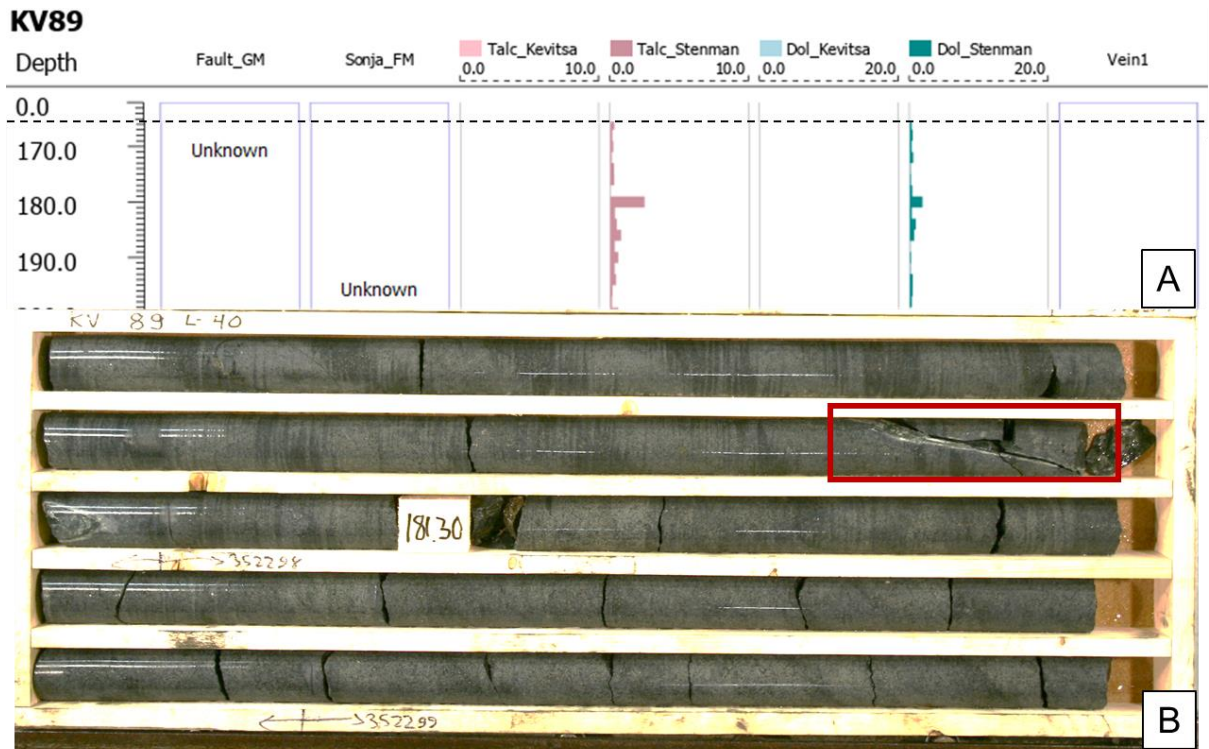 KV89
Depth Fault_GM Sonja_FM Talc_Kevitsa Talc_Stenman Dol_Kevitsa Dol_Stenman Vein1
0.0 10.0 0.0 10.0 0.0 20.0 0.0 20.0
0.0
170.0 Unknown
180.0
190.0
Unknown
A
KV 89 L-40
181.30
352298
352299
B